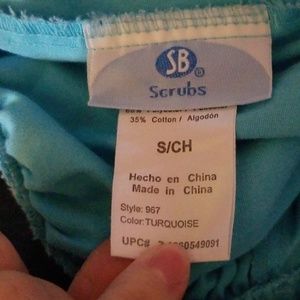 SB®
Scrubs
35% Cotton / Algodón
S/CH
Hecho en China
Made in China
Style: 967
Color: TURQUOISE
UPC#